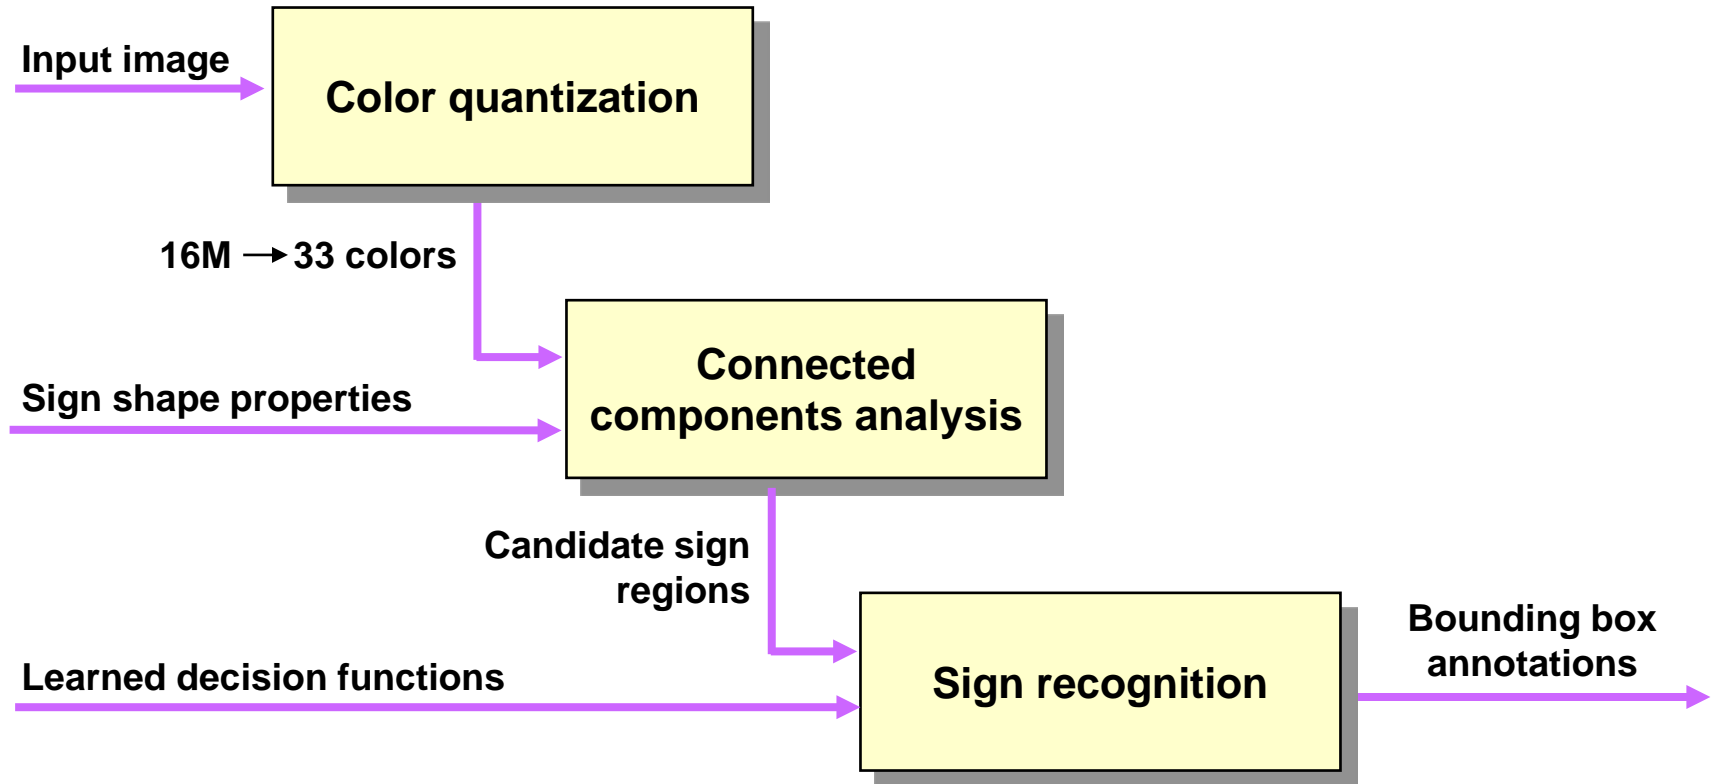 Input image
Color quantization
16M → 33 colors
Connected
components analysis
Sign shape properties
Candidate sign
regions
Learned decision functions
Sign recognition
Bounding box
annotations